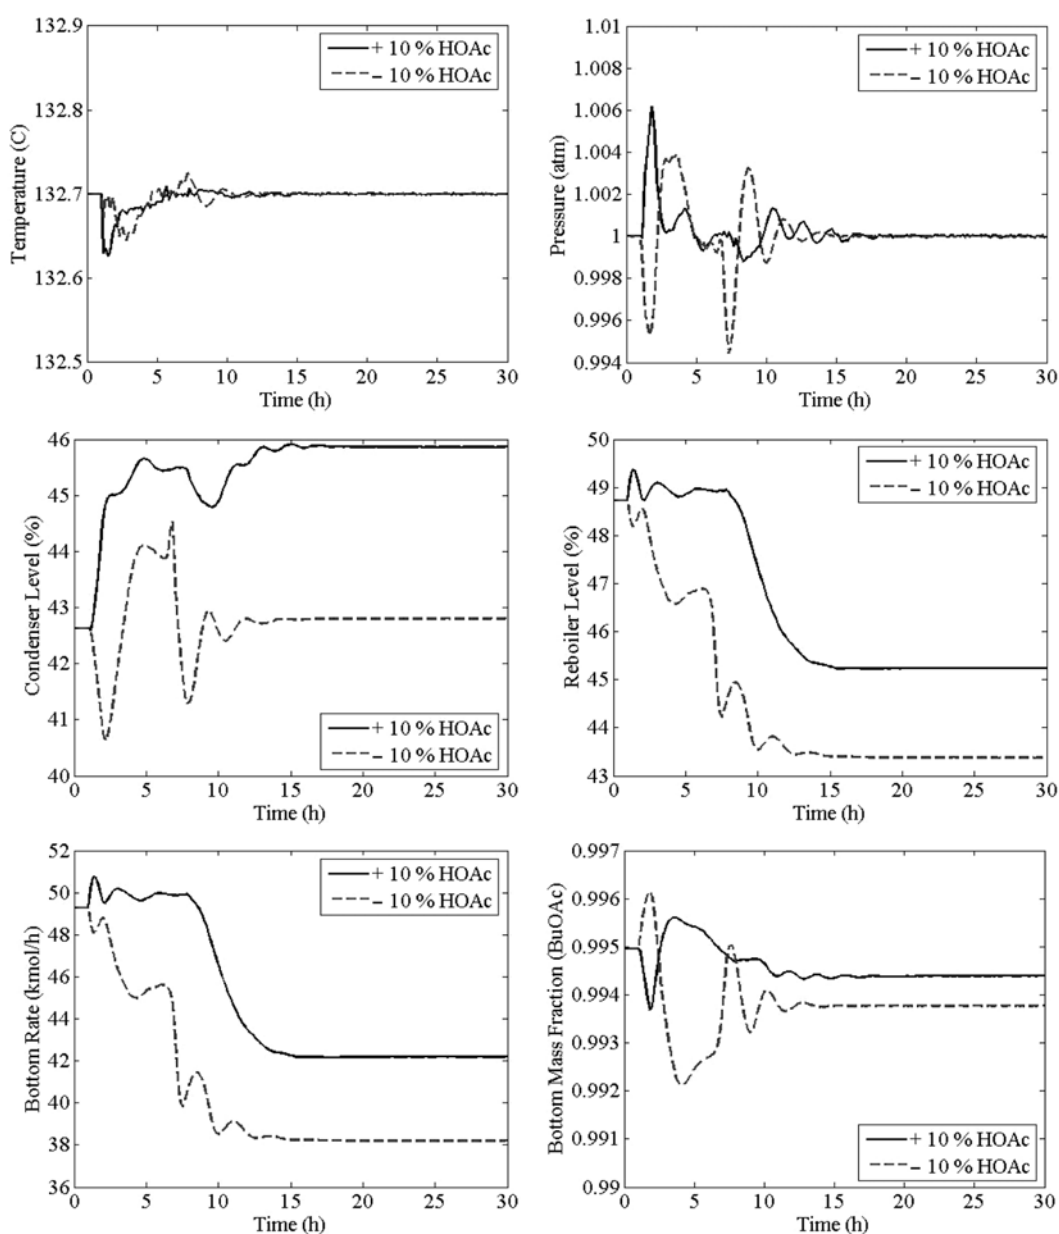 132.9
132.8
132.7
132.6
132.5
Temperature (C)
+ 10 % HOAc
– 10 % HOAc
0 5 10 15 20 25 30
Time (h)
1.01
1.008
1.006
1.004
1.002
1
0.998
0.996
0.994
Pressure (atm)
+ 10 % HOAc
– 10 % HOAc
0 5 10 15 20 25 30
Time (h)
46
45
44
43
42
41
40
Condenser Level (%)
+ 10 % HOAc
– 10 % HOAc
0 5 10 15 20 25 30
Time (h)
50
49
48
47
46
45
44
43
Reboiler Level (%)
+ 10 % HOAc
– 10 % HOAc
0 5 10 15 20 25 30
Time (h)
52
50
48
46
44
42
40
38
36
Bottom Rate (kmol/h)
+ 10 % HOAc
– 10 % HOAc
0 5 10 15 20 25 30
Time (h)
0.997
0.996
0.995
0.994
0.993
0.992
0.991
0.99
Bottom Mass Fraction (BuOAc)
+ 10 % HOAc
– 10 % HOAc
0 5 10 15 20 25 30
Time (h)